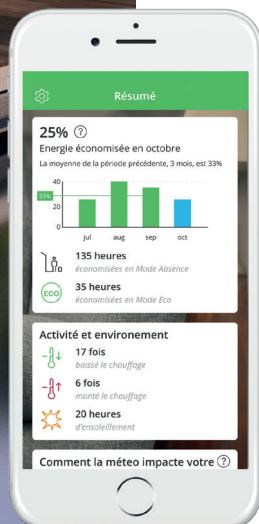 Résumé
25% ?
Energie économisée en octobre
La moyenne de la période précédente, 3 mois, est 33%
40
33%
20
0
jul aug sep oct
135 heures
économisées en Mode Absence
ECO
35 heures
économisées en Mode Eco
Activité et environement
17 fois
baissé le chauffage
6 fois
monté le chauffage
20 heures
d'ensoleillement
Comment la méteo impacte votre ?